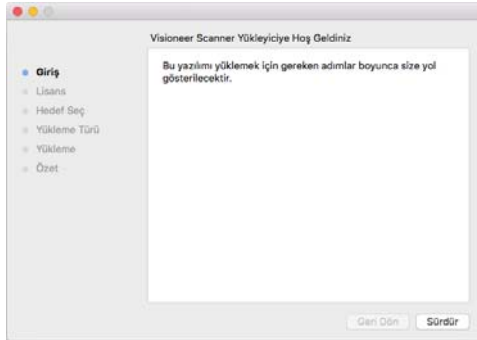 Visioneer Scanner Yükleyiciye Hoş Geldiniz
Giriş
Lisans
Hedef Seç
Yükleme Türü
Yükleme
Özet
Bu yazılımı yüklemek için gereken adımlar boyunca size yol
gösterilecektir.
Geri Dön
Sürdür